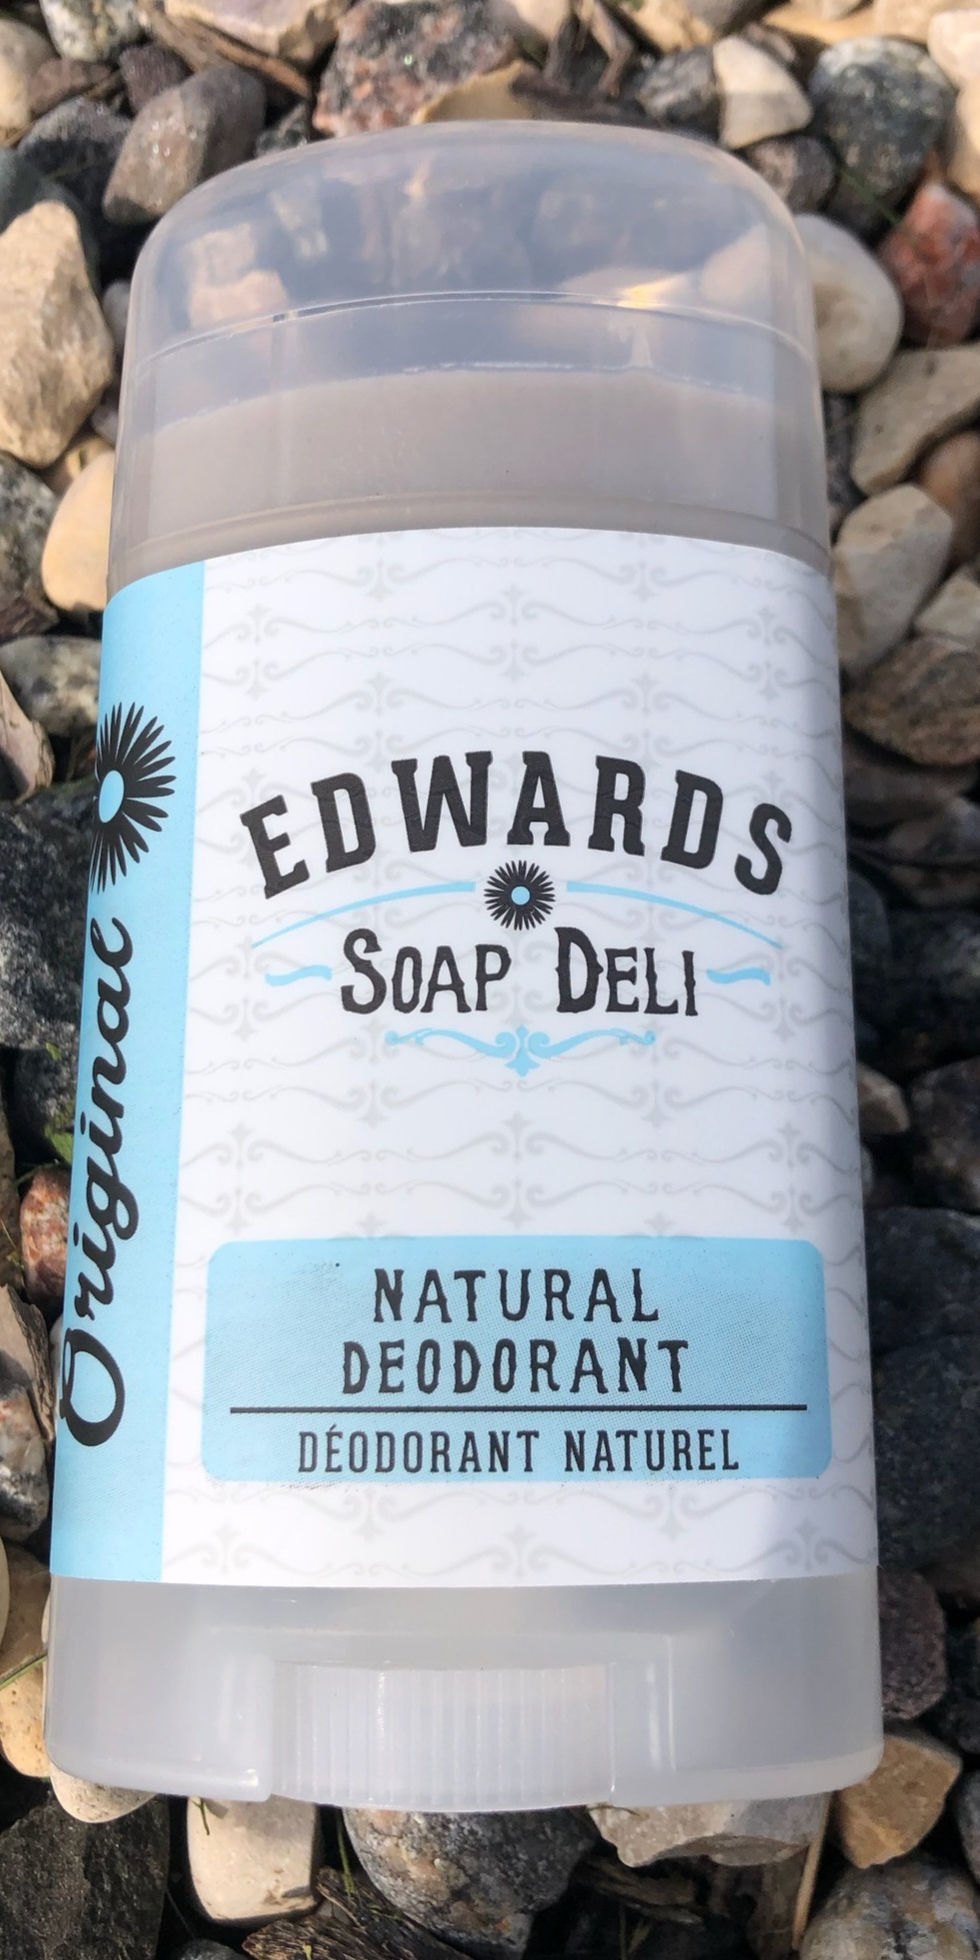 Original
EDWARDS
SOAP DELI
NATURAL
DEODORANT
DÉODORANT NATUREL